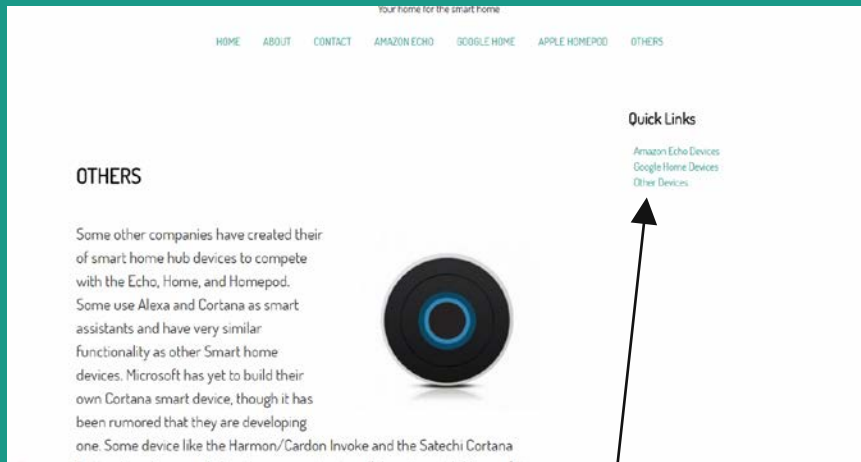 Your home for the smart home
HOME ABOUT CONTACT AMAZON ECHO GOOGLE HOME APPLE HOMEPOD OTHERS
Quick Links
Amazon Echo Devices
Google Home Devices
Other Devices
OTHERS
Some other companies have created their
of smart home hub devices to compete
with the Echo, Home, and Homepod.
Some use Alexa and Cortana as smart
assistants and have very similar
functionality as other Smart home
devices. Microsoft has yet to build their
own Cortana smart device, though it has
been rumored that they are developing
one. Some device like the Harmon/Cardon Invoke and the Satechi Cortana